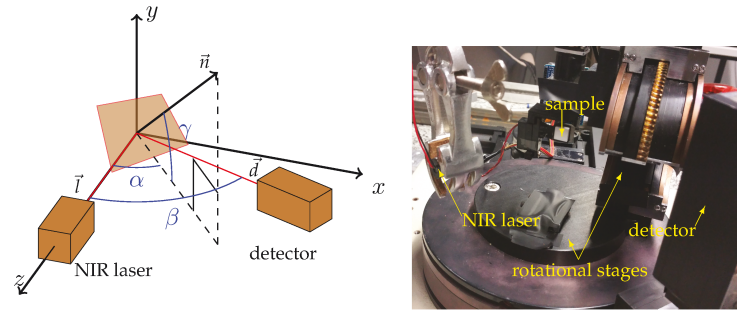 y
n⃗
γ
sample
d⃗
l⃗
α
x
β
NIR laser
detector
detector
z
NIR laser
rotational stages